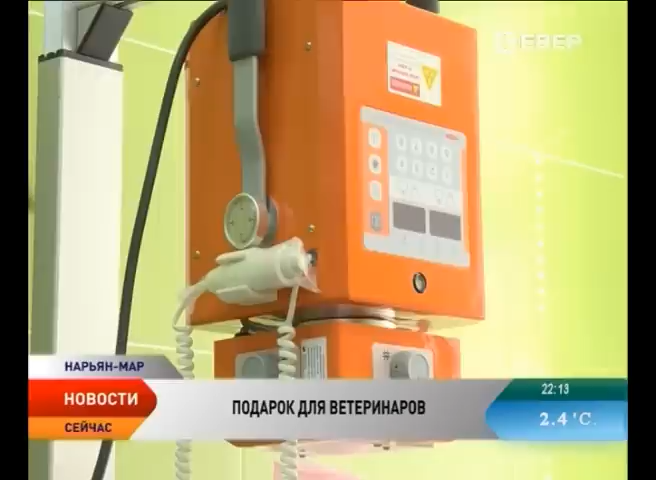 СЕВЕР
НАРЬЯН-МАР
НОВОСТИ
СЕЙЧАС
ПОДАРОК ДЛЯ ВЕТЕРИНАРОВ
22:13
2.4 °C.